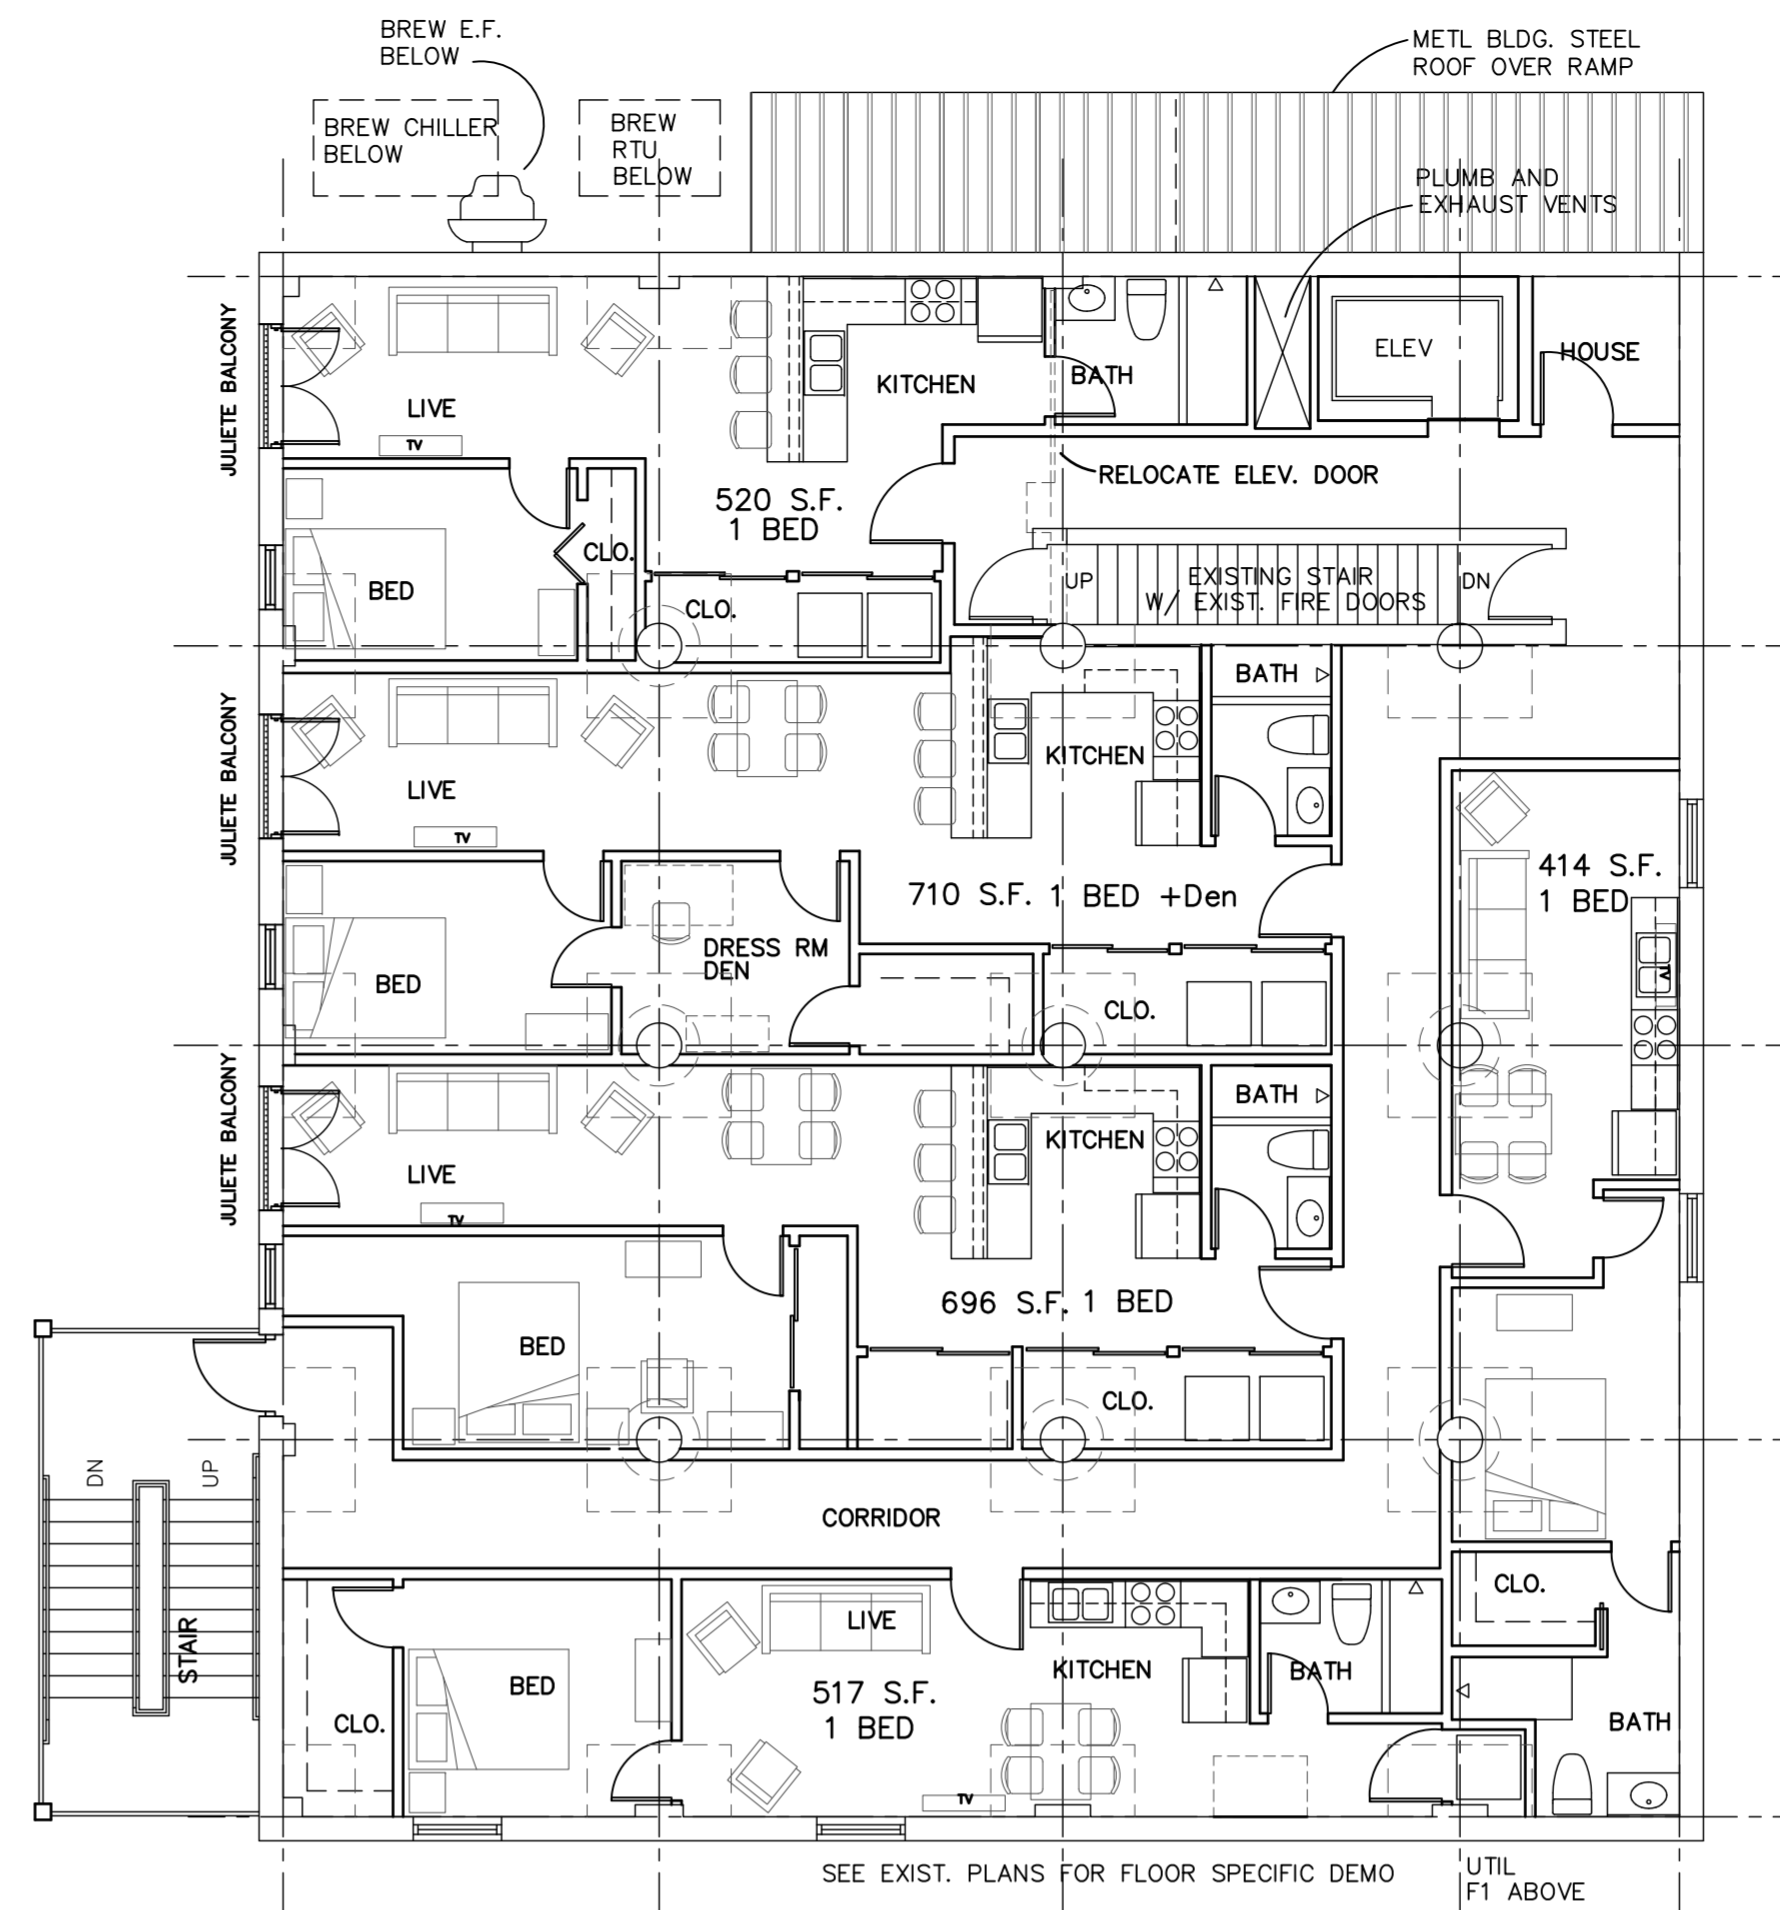 BREW E.F.
BELOW
METL BLDG. STEEL
ROOF OVER RAMP
BREW CHILLER
BELOW
BREW
RTU
BELOW
PLUMB AND
EXHAUST VENTS
JULIETE BALCONY
LIVE
TV
KITCHEN
BATH
ELEV
HOUSE
RELOCATE ELEV. DOOR
520 S.F.
1 BED
BED
CLO.
CLO.
UP
EXISTING STAIR
W/ EXIST. FIRE DOORS
DN
JULIETE BALCONY
LIVE
TV
KITCHEN
BATH
710 S.F. 1 BED +Den
414 S.F.
1 BED
TV
BED
DRESS RM
DEN
CLO.
JULIETE BALCONY
LIVE
TV
KITCHEN
BATH
696 S.F. 1 BED
BED
CLO.
DN
UP
STAIR
CORRIDOR
CLO.
BED
LIVE
517 S.F.
1 BED
TV
KITCHEN
BATH
CLO.
BATH
SEE EXIST. PLANS FOR FLOOR SPECIFIC DEMO
UTIL
F1 ABOVE